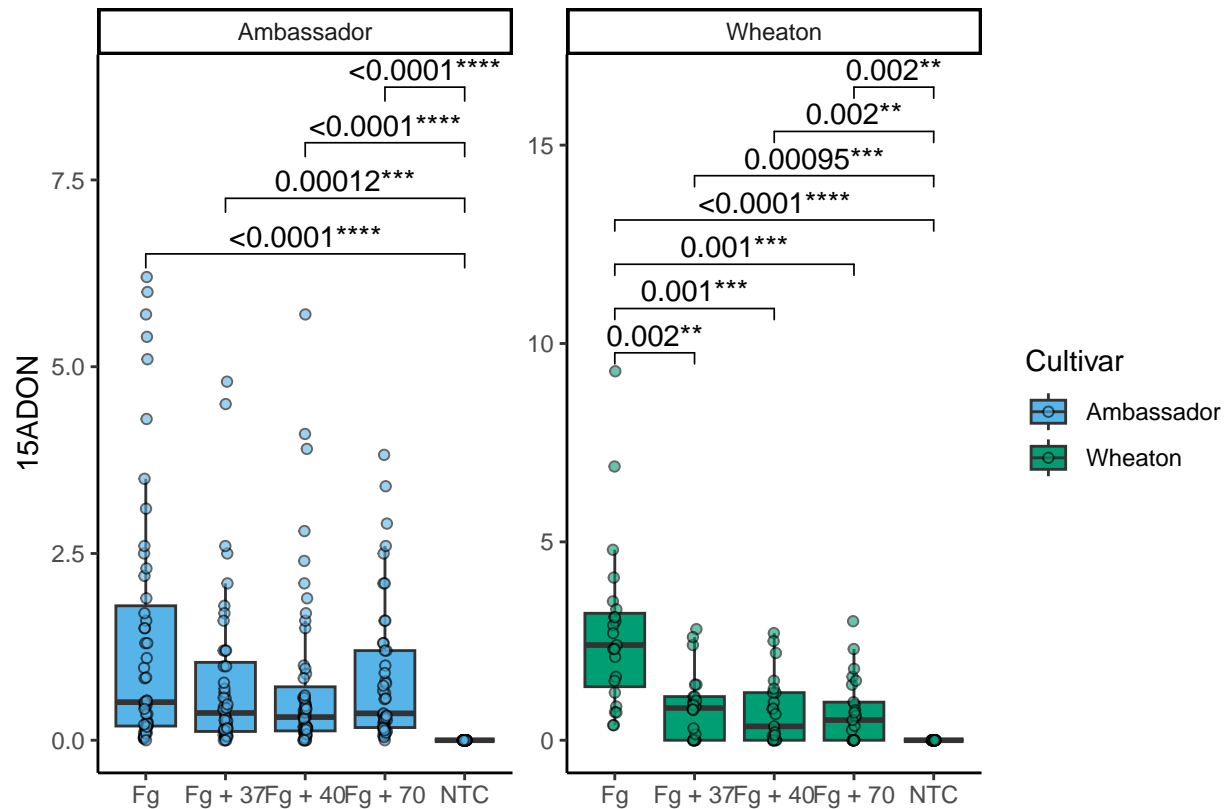 Ambassador
Wheaton
<0.0001****
<0.0001****
0.00012***
<0.0001****
0.002**
0.002**
0.00095***
<0.0001****
0.001***
0.001***
0.002**
15ADON
7.5
5.0
2.5
0.0
15
10
5
0
Fg
Fg + 37
Fg + 40
Fg + 70
NTC
Fg
Fg + 37
Fg + 40
Fg + 70
NTC
Cultivar
Ambassador
Wheaton